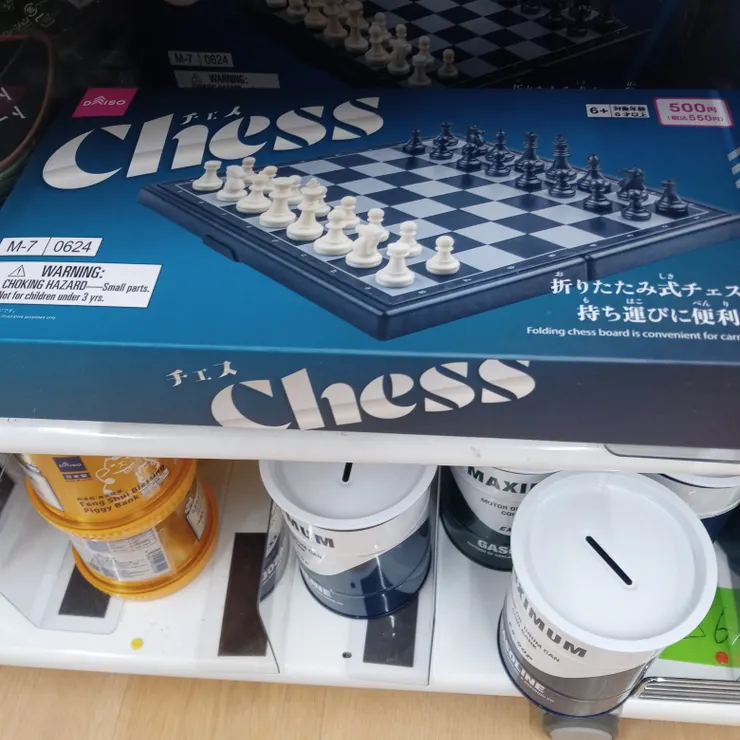 M-7 0624
WARNING:
DAISO
チェス
Chess
6+ 対象年齢 6才以上
500円
(税込550円)
M-7 0624
WARNING:
CHOKING HAZARD—Small parts.
Not for children under 3 yrs.
折りたたみ式チェス
持ち運びに便利
Folding chess board is convenient for carr
チェス
Chess
DAISO
Feng Shui Blessing
Piggy Bank
MUM
INE
MAXI
MOTOR O
GAS
XIMUM
OLINE